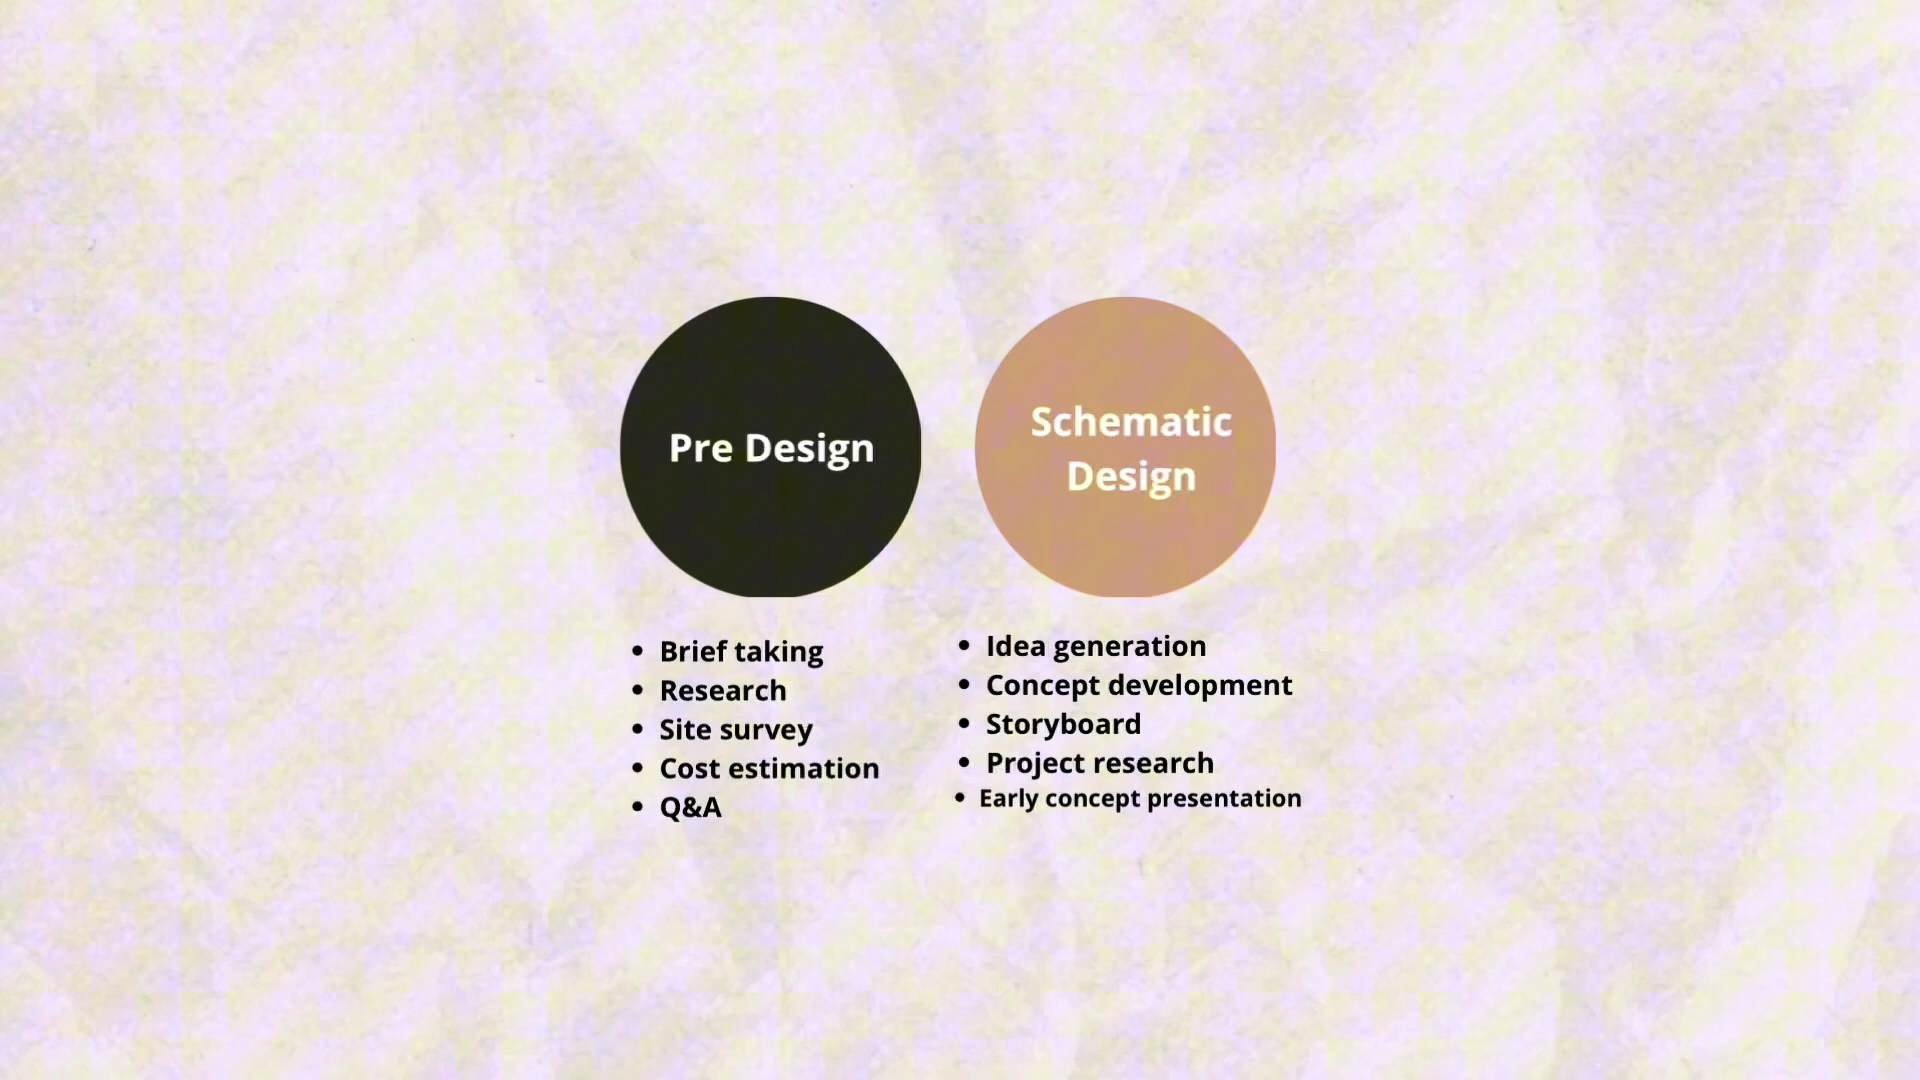 Pre Design
Schematic
Design
• Brief taking
• Research
• Site survey
• Cost estimation
• Q&A
• Idea generation
• Concept development
• Storyboard
• Project research
• Early concept presentation